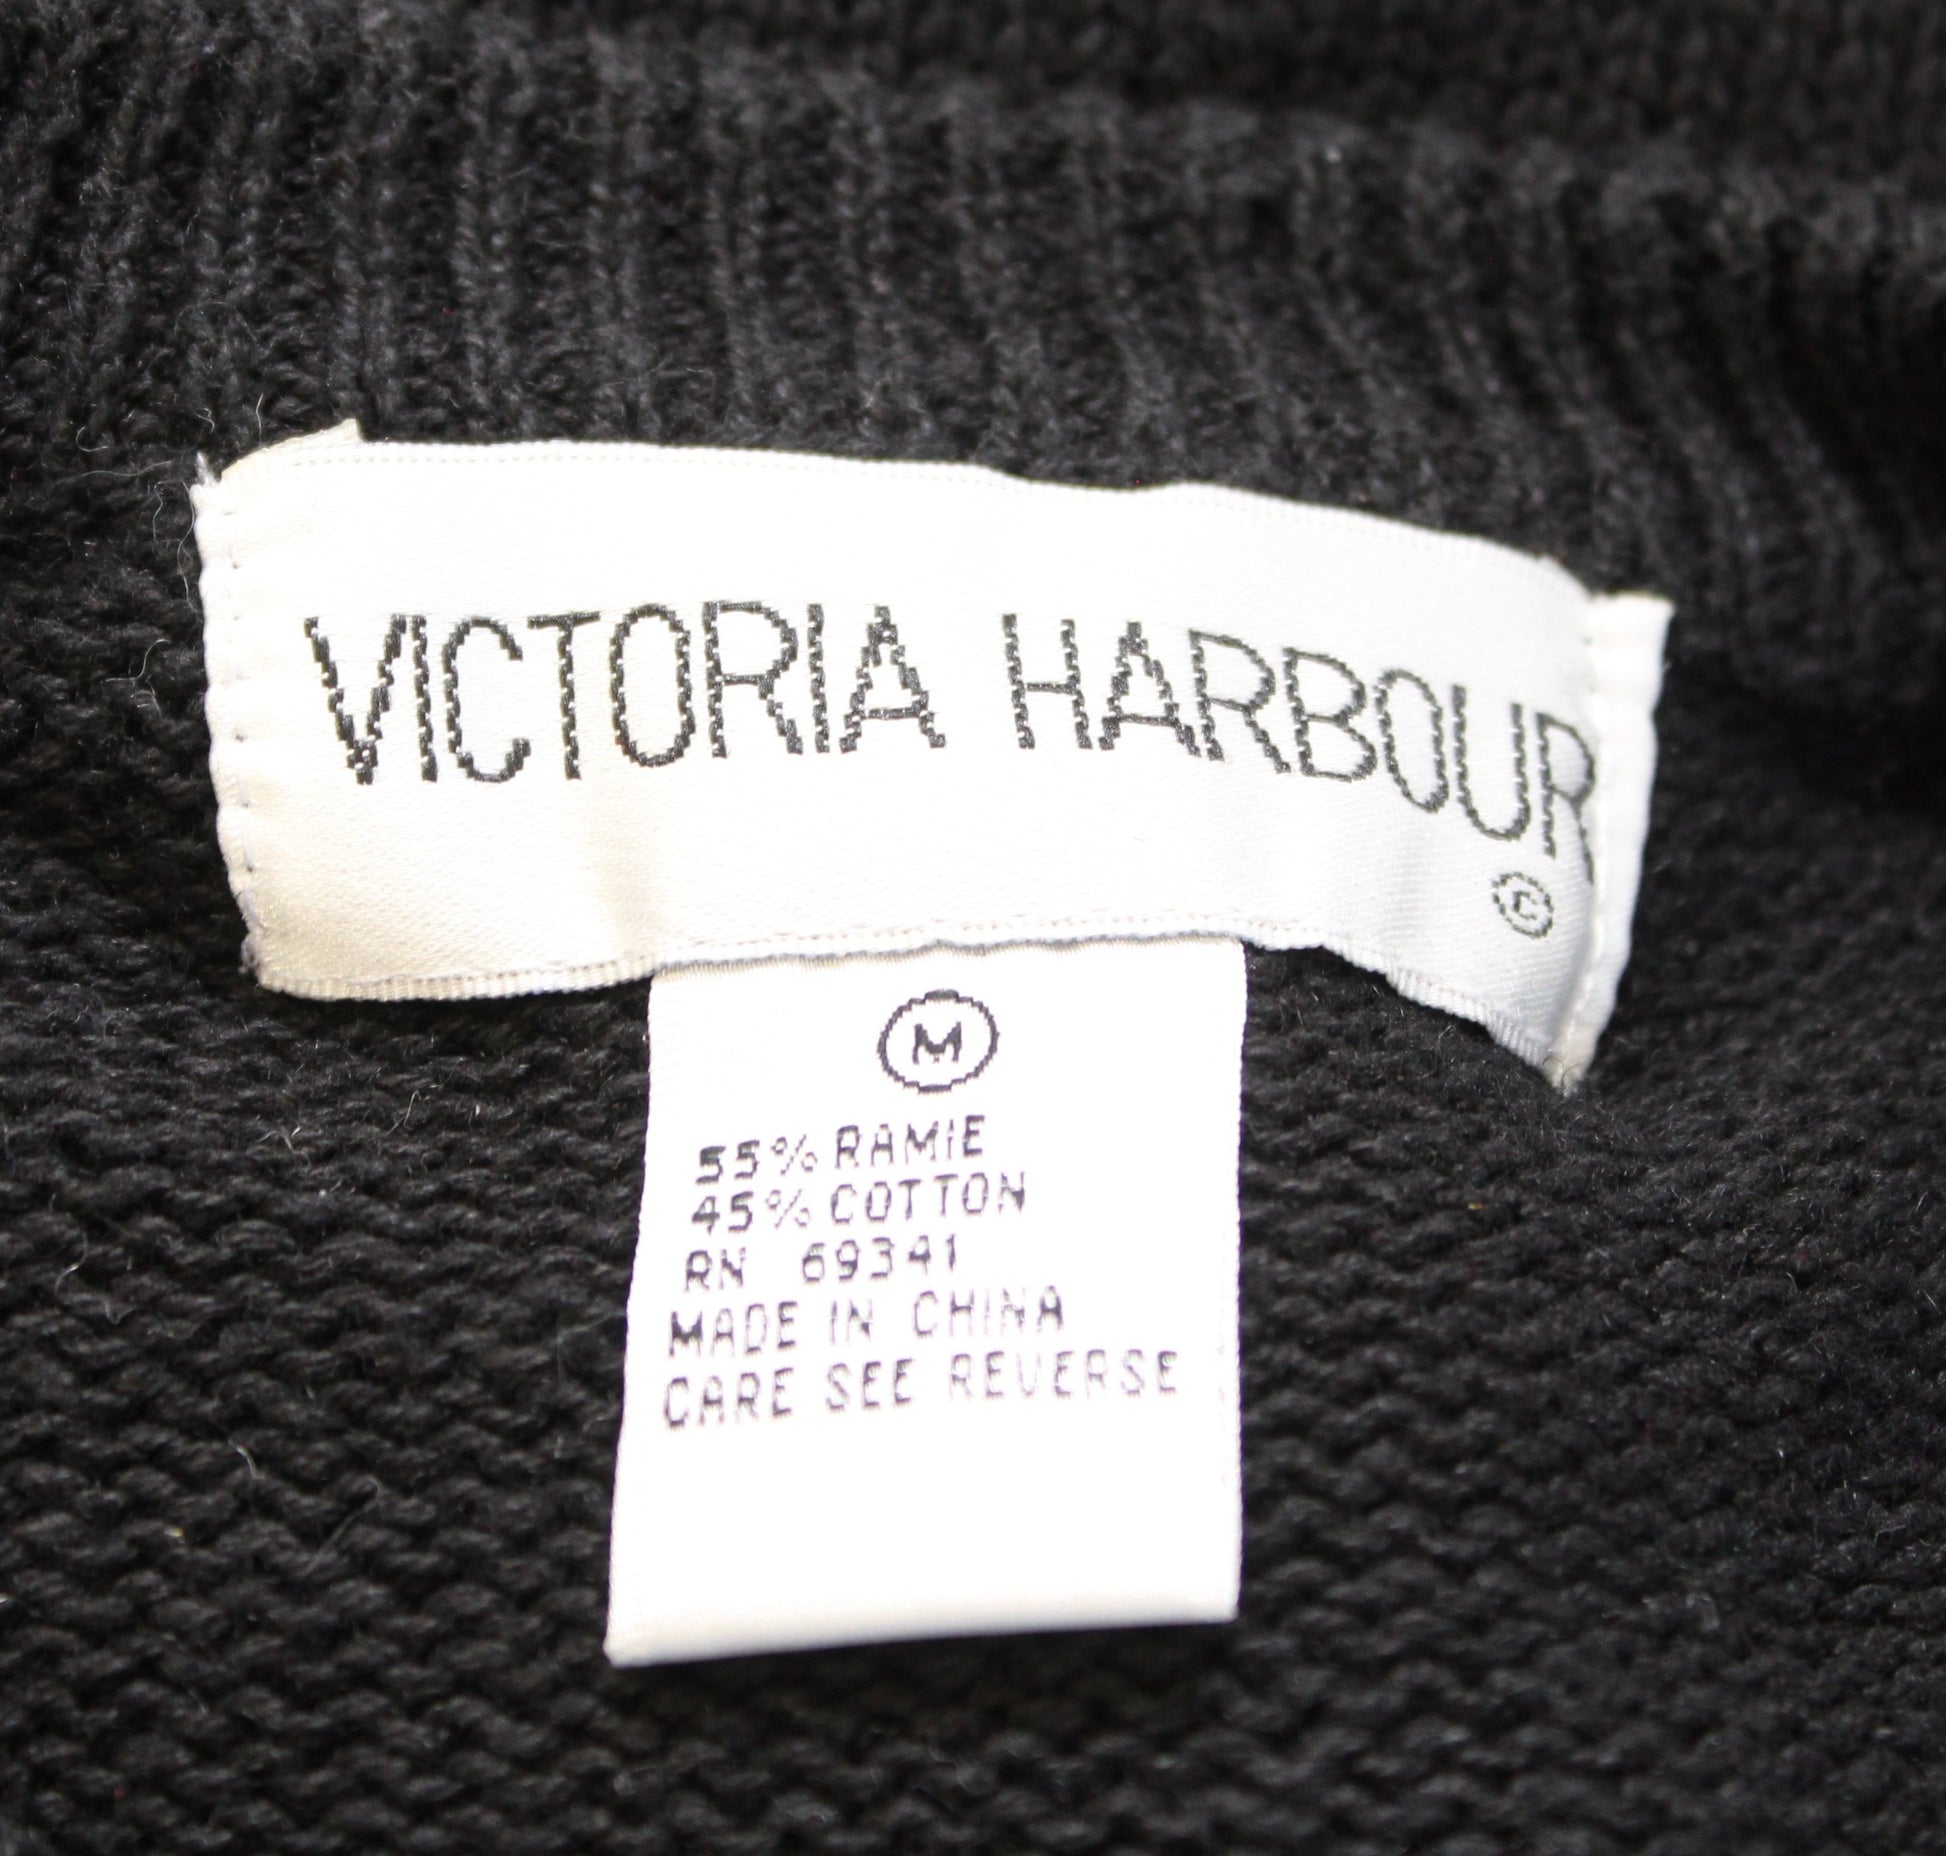 VICTORIA HARBOUR
©
M
55% RAMIE
45% COTTON
RN 69341
MADE IN CHINA
CARE SEE REVERSE